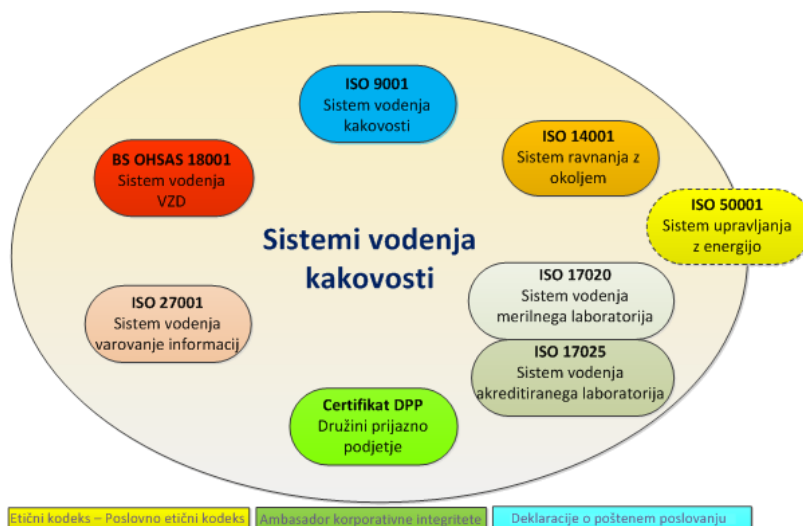 ISO 9001
Sistem vodenja
kakovosti
ISO 14001
Sistem ravnanja z
okoljem
BS OHSAS 18001
Sistem vodenja
VZD
ISO 50001
Sistem upravljanja
z energijo
Sistemi vodenja
kakovosti
ISO 17020
Sistem vodenja
merilnega laboratorija
ISO 27001
Sistem vodenja
varovanje informacij
ISO 17025
Sistem vodenja
akreditiranega laboratorija
Certifikat DPP
Družini prijazno
podjetje
Etični kodeks – Poslovno etični kodeks
Ambasador korporativne integritete
Deklaracije o poštenem poslovanju